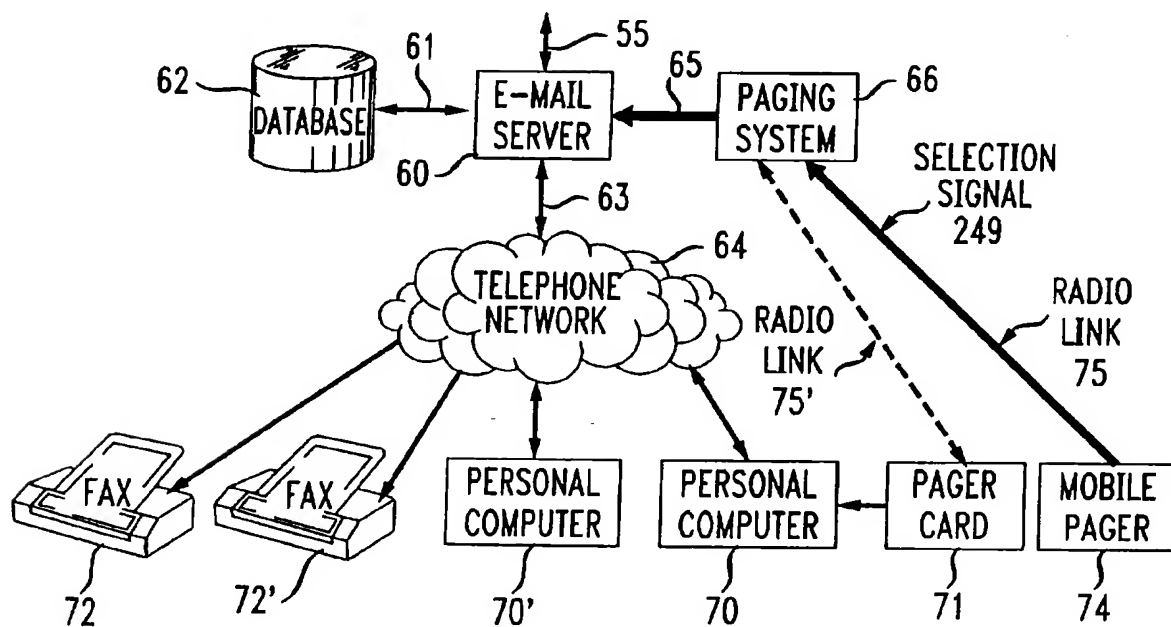 55
61
62
65
66
DATABASE
E-MAIL
SERVER
PAGING
SYSTEM
60
63
SELECTION
SIGNAL
249
64
TELEPHONE
NETWORK
RADIO
LINK
75'
RADIO
LINK
75
FAX
FAX
PERSONAL
COMPUTER
PERSONAL
COMPUTER
PAGER
CARD
MOBILE
PAGER
72
72'
70'
70
71
74